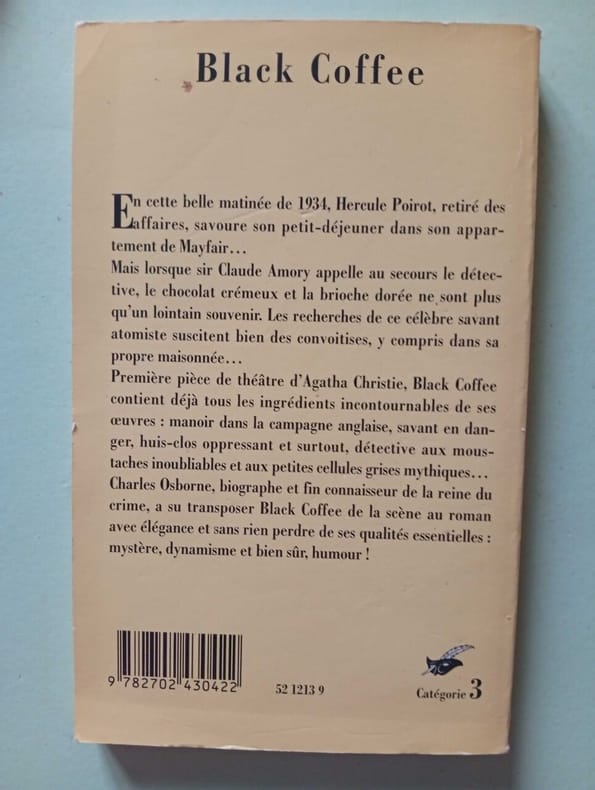 Black Coffee
En cette belle matinée de 1934, Hercule Poirot, retiré des
affaires, savoure son petit-déjeuner dans son appar-
tement de Mayfair…
Mais lorsque sir Claude Amory appelle au secours le détec-
tive, le chocolat crémeux et la brioche dorée ne sont plus
qu'un lointain souvenir. Les recherches de ce célèbre savant
atomiste suscitent bien des convoitises, y compris dans sa
propre maisonnée…
Première pièce de théâtre d'Agatha Christie, Black Coffee
contient déjà tous les ingrédients incontournables de ses
œuvres : manoir dans la campagne anglaise, savant en dan-
ger, huis-clos oppressant et surtout, détective aux mous-
taches inoubliables et aux petites cellules grises mythiques…
Charles Osborne, biographe et fin connaisseur de la reine du
crime, a su transposer Black Coffee de la scène au roman
avec élégance et sans rien perdre de ses qualités essentielles :
mystère, dynamisme et bien sûr, humour !
9 782702 430422
52 1213 9
Catégorie 3